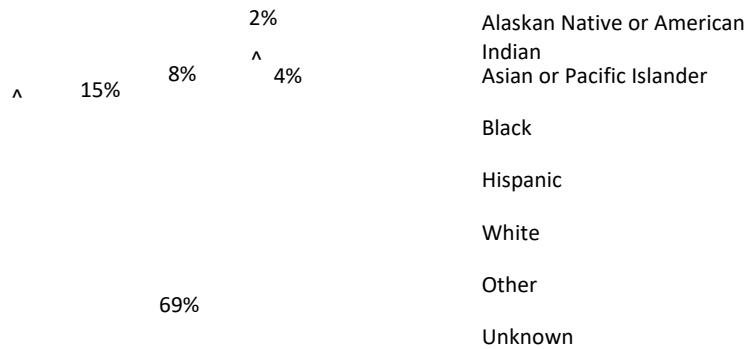 2%
^
8%
4%
^
15%
69%
Alaskan Native or American
Indian
Asian or Pacific Islander
Black
Hispanic
White
Other
Unknown